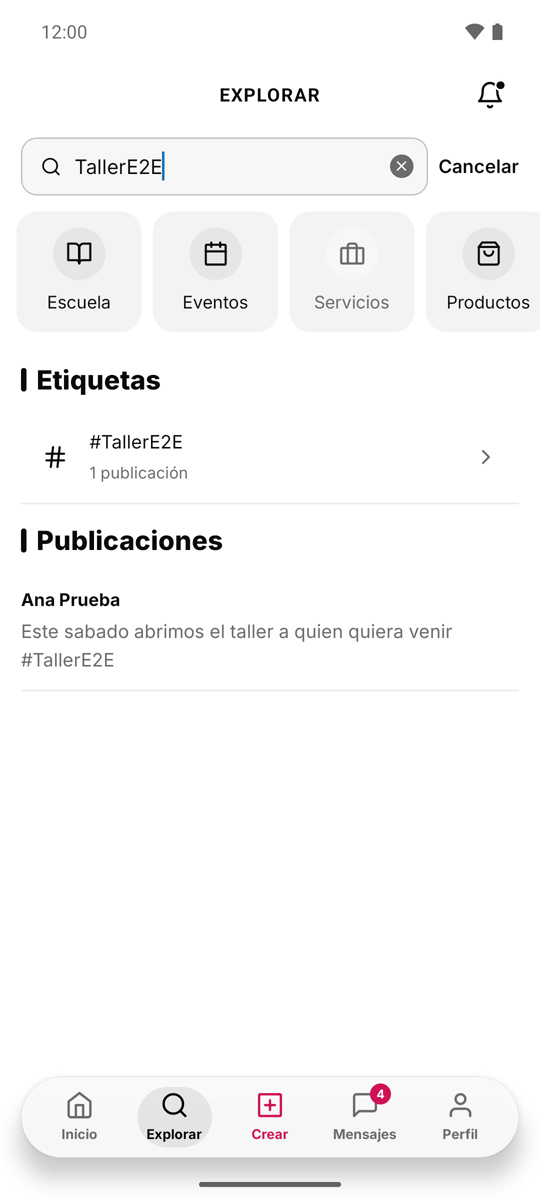 12:00
EXPLORAR
TallerE2E
Cancelar
Escuela
Eventos
Servicios
Productos
Etiquetas
#TallerE2E
1 publicación
Publicaciones
Ana Prueba
Este sabado abrimos el taller a quien quiera venir
#TallerE2E
4
Inicio
Explorar
Crear
Mensajes
Perfil